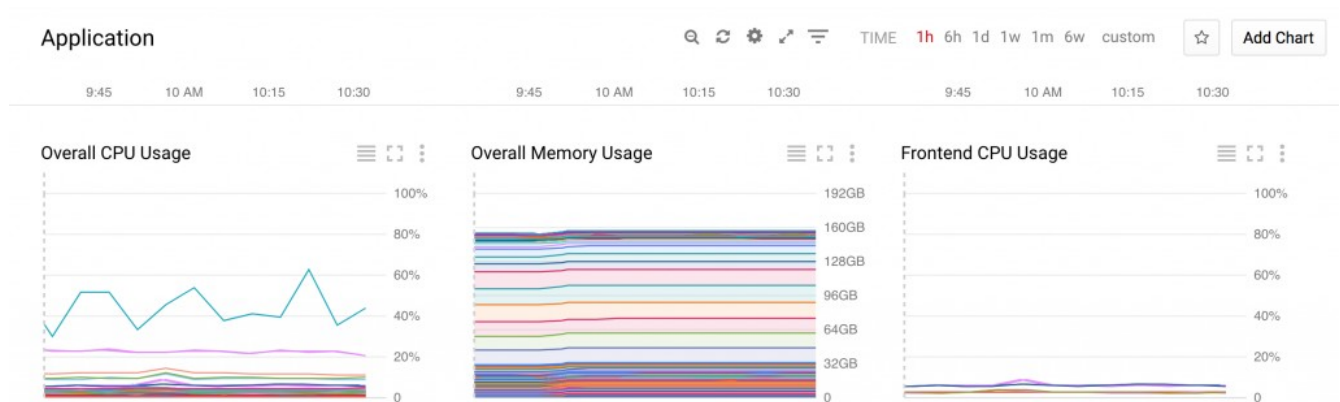 Application TIME 1h 6h 1d 1w 1m 6w custom Add Chart
9:45 10 AM 10:15 10:30 9:45 10 AM 10:15 10:30 9:45 10 AM 10:15 10:30
Overall CPU Usage Overall Memory Usage Frontend CPU Usage
100% 192GB 100%
80% 160GB 80%
60% 128GB 60%
96GB
40% 64GB 40%
20% 32GB 20%
0 0 0